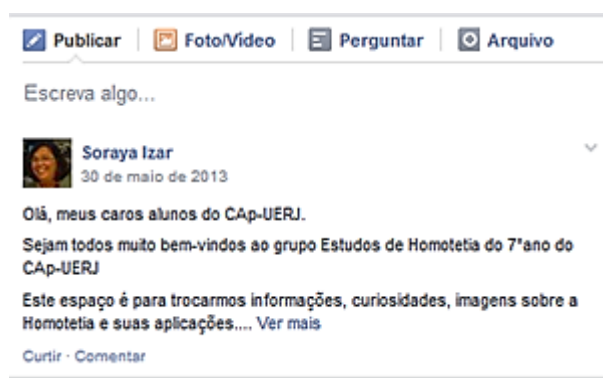 Publicar Foto/Vídeo Perguntar Arquivo
Escreva algo...
Soraya Izar
30 de maio de 2013
Olá, meus caros alunos do CAp-UERJ.
Sejam todos muito bem-vindos ao grupo Estudos de Homotetia do 7°ano do
CAp-UERJ
Este espaço é para trocarmos informações, curiosidades, imagens sobre a
Homotetia e suas aplicações.... Ver mais
Curtir · Comentar